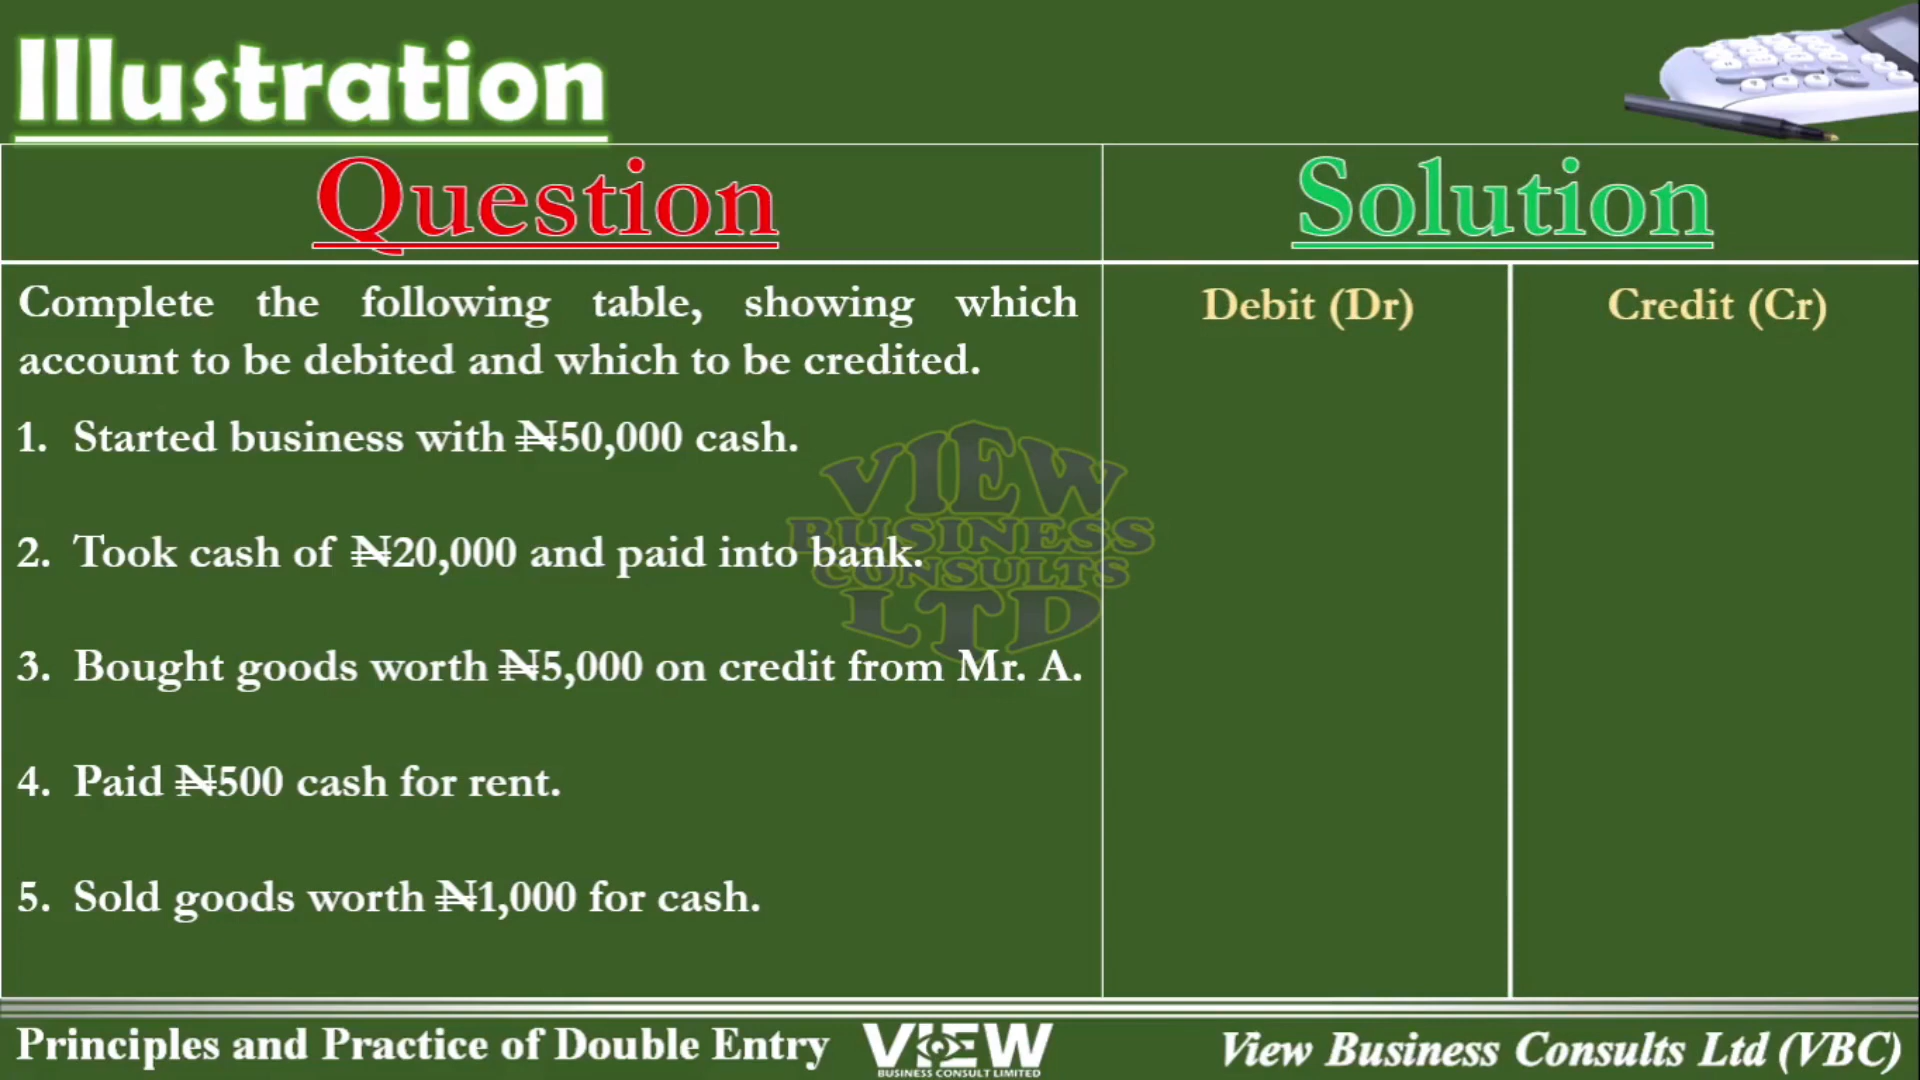 Illustration
Question
Solution
Complete the following table, showing which
account to be debited and which to be credited.
Debit (Dr)
Credit (Cr)
1. Started business with ₦50,000 cash.
2. Took cash of ₦20,000 and paid into bank.
3. Bought goods worth ₦5,000 on credit from Mr. A.
4. Paid ₦500 cash for rent.
5. Sold goods worth ₦1,000 for cash.
VIEW
BUSINESS
CONSULTS
LTD
Principles and Practice of Double Entry
VIEW
BUSINESS CONSULT LIMITED
View Business Consults Ltd (VBC)